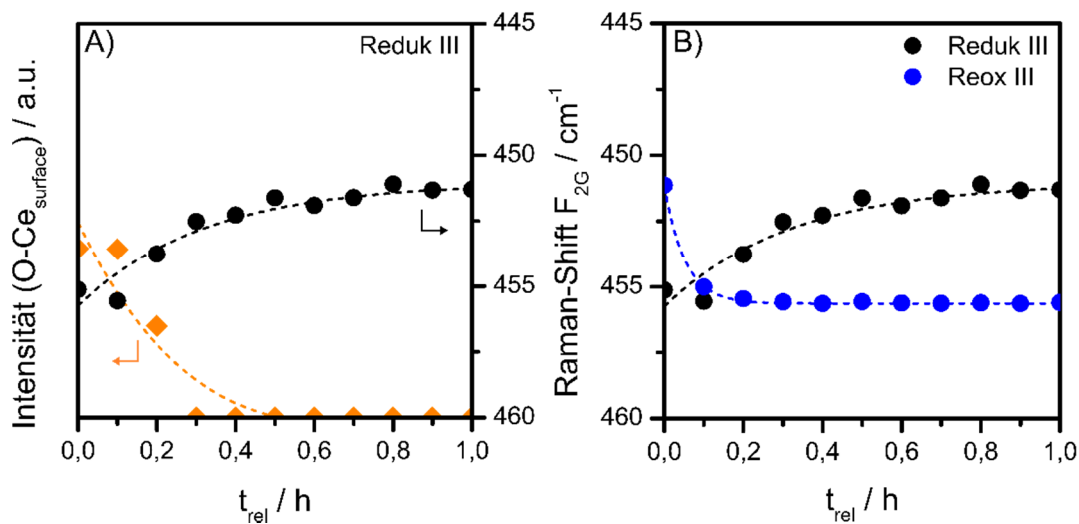 A)
Reduk III
Intensität (O-Ce_surface) / a.u.
445
450
455
460
0,0 0,2 0,4 0,6 0,8 1,0
t_rel / h
Raman-Shift F_2G / cm⁻¹
B)
Reduk III
Reox III
445
450
455
460
0,0 0,2 0,4 0,6 0,8 1,0
t_rel / h